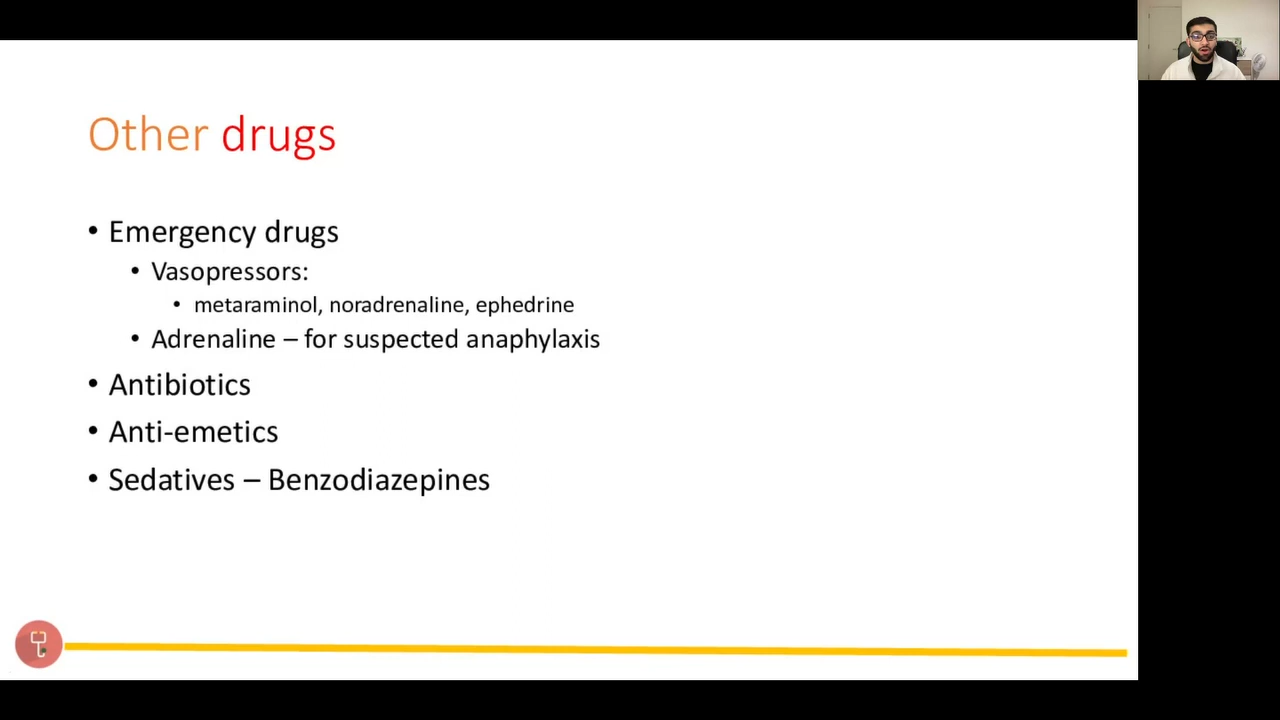 Other drugs
• Emergency drugs
• Vasopressors:
• metaraminol, noradrenaline, ephedrine
• Adrenaline – for suspected anaphylaxis
• Antibiotics
• Anti-emetics
• Sedatives – Benzodiazepines